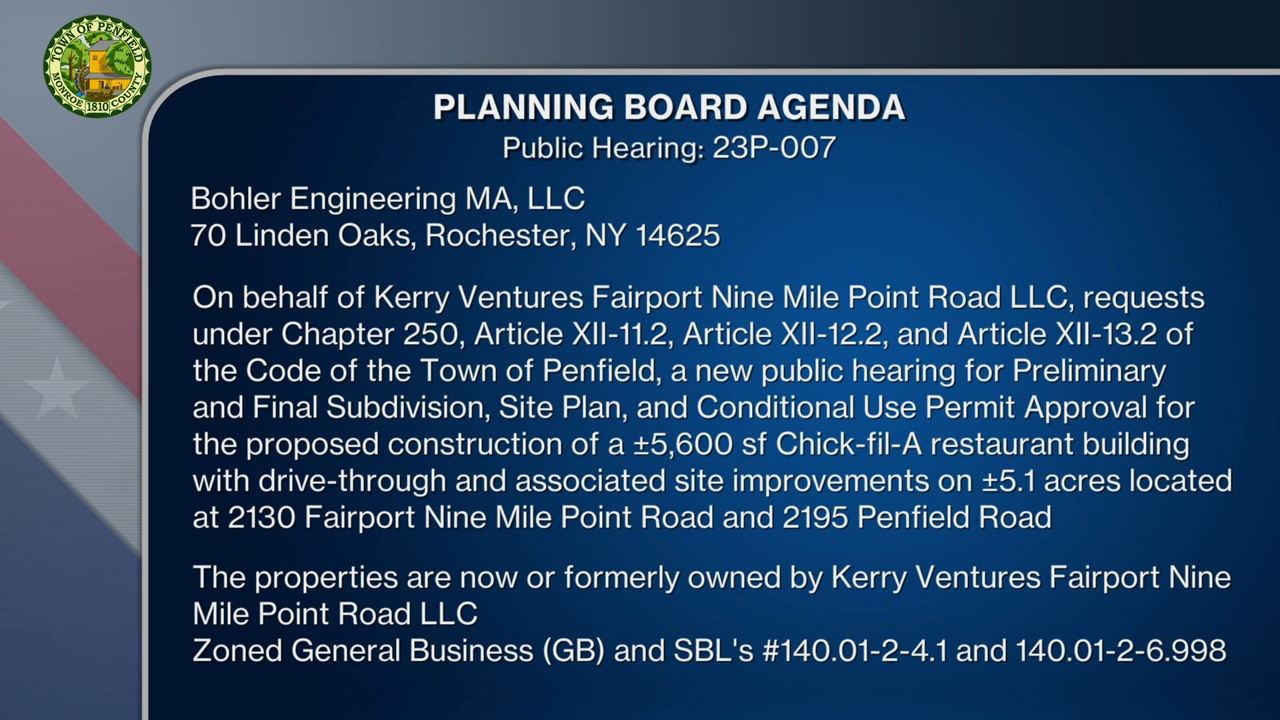 TOWN OF PENFIELD
MONROE 1810 COUNTY
PLANNING BOARD AGENDA
Public Hearing: 23P-007
Bohler Engineering MA, LLC
70 Linden Oaks, Rochester, NY 14625
On behalf of Kerry Ventures Fairport Nine Mile Point Road LLC, requests
under Chapter 250, Article XII-11.2, Article XII-12.2, and Article XII-13.2 of
the Code of the Town of Penfield, a new public hearing for Preliminary
and Final Subdivision, Site Plan, and Conditional Use Permit Approval for
the proposed construction of a ±5,600 sf Chick-fil-A restaurant building
with drive-through and associated site improvements on ±5.1 acres located
at 2130 Fairport Nine Mile Point Road and 2195 Penfield Road
The properties are now or formerly owned by Kerry Ventures Fairport Nine
Mile Point Road LLC
Zoned General Business (GB) and SBL's #140.01-2-4.1 and 140.01-2-6.998